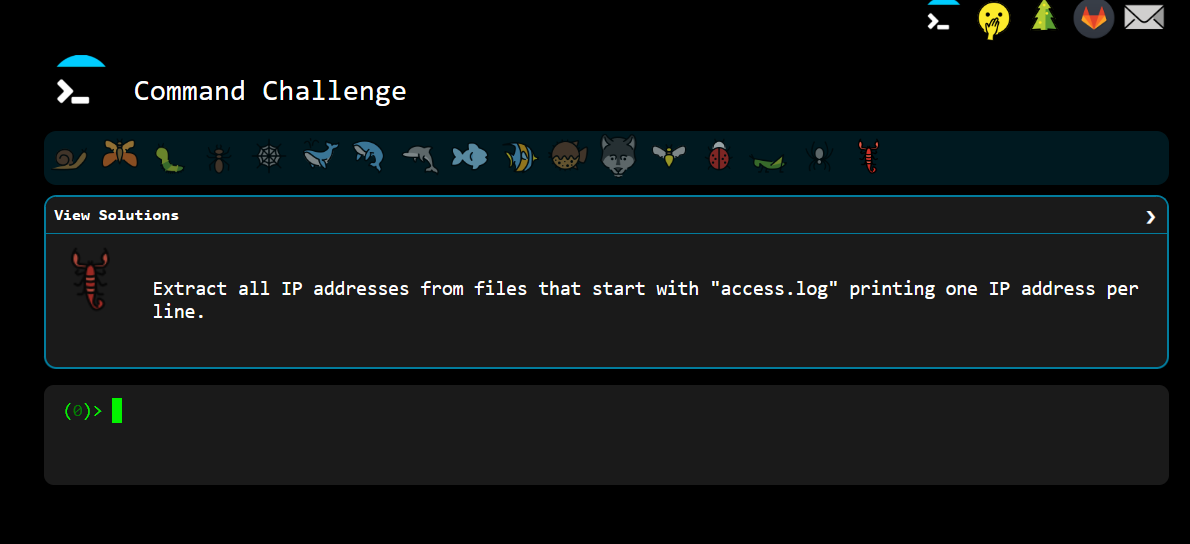 Command Challenge
View Solutions
Extract all IP addresses from files that start with "access.log" printing one IP address per
line.
(0)>